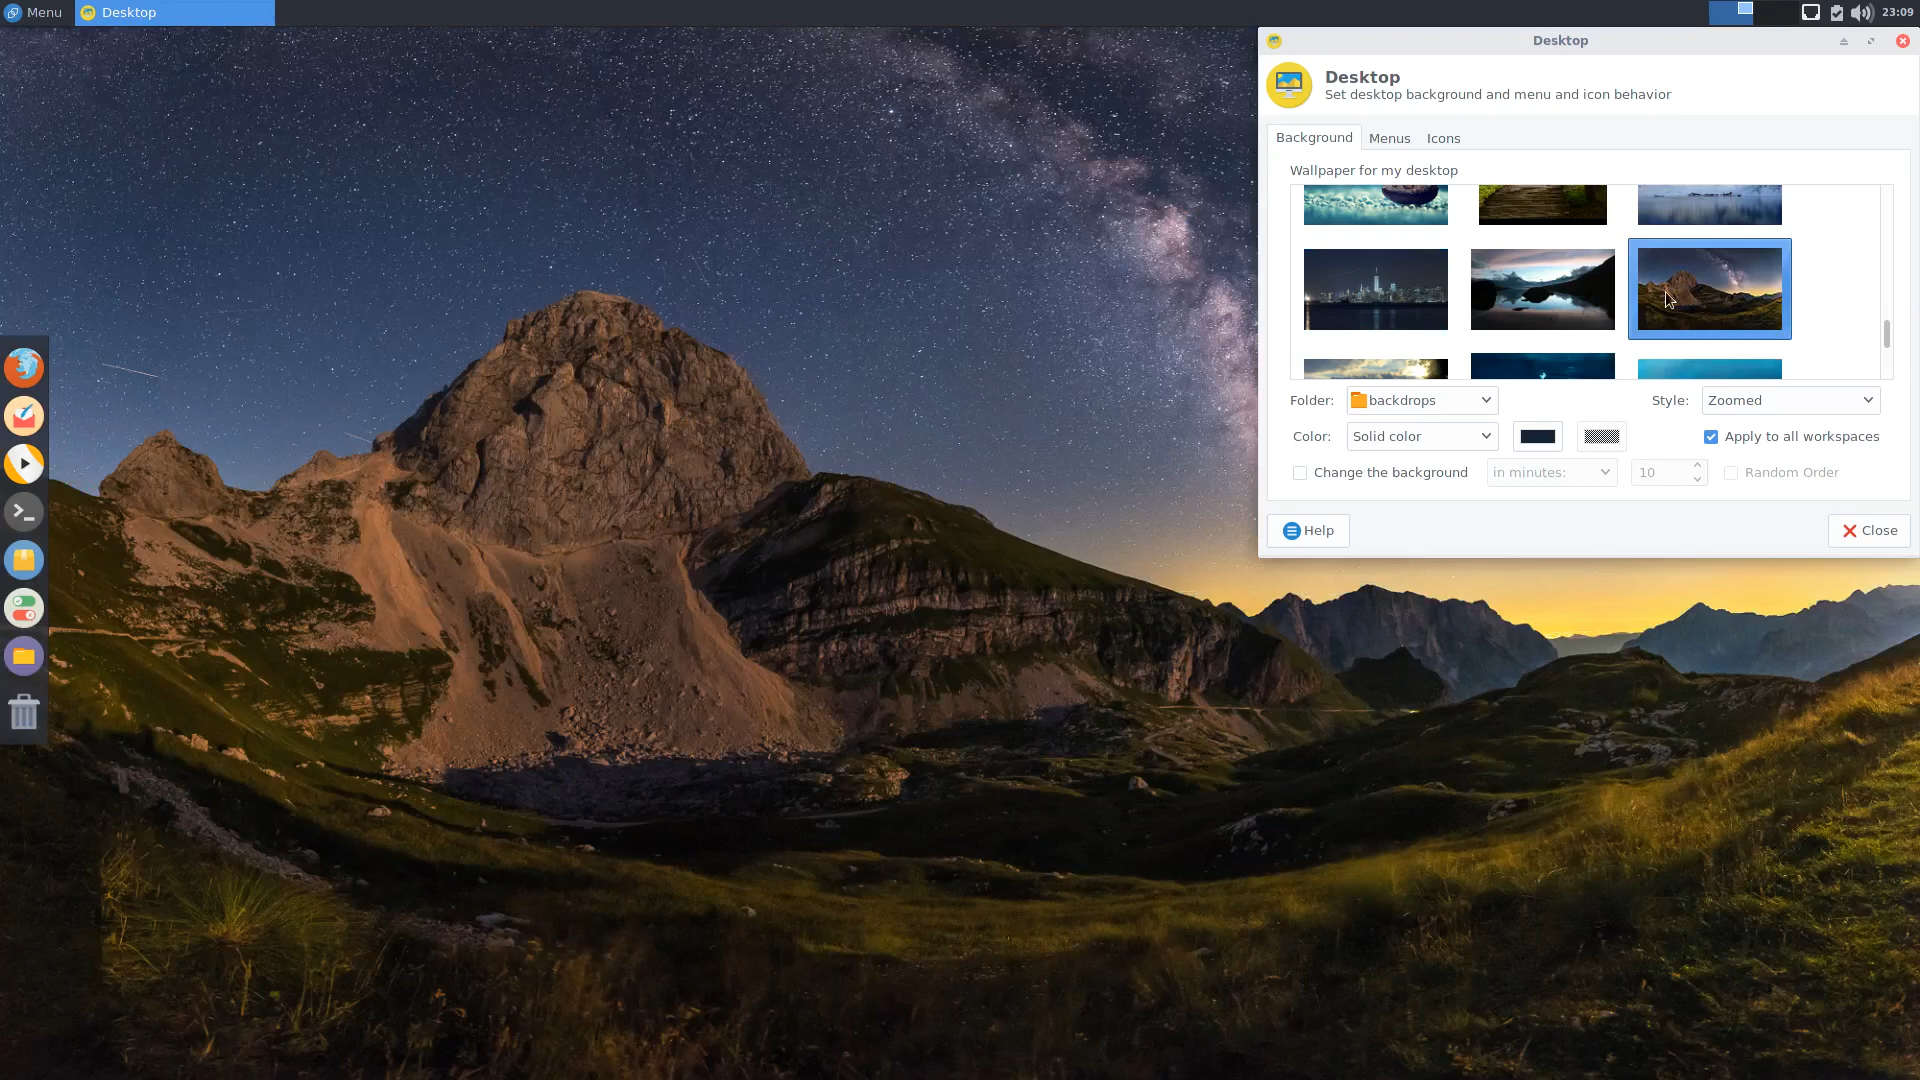 Menu
Desktop
23:09
Desktop
Desktop
Set desktop background and menu and icon behavior
Background Menus Icons
Wallpaper for my desktop
Folder: backdrops Style: Zoomed
Color: Solid color Apply to all workspaces
Change the background in minutes: 10 Random Order
Help Close